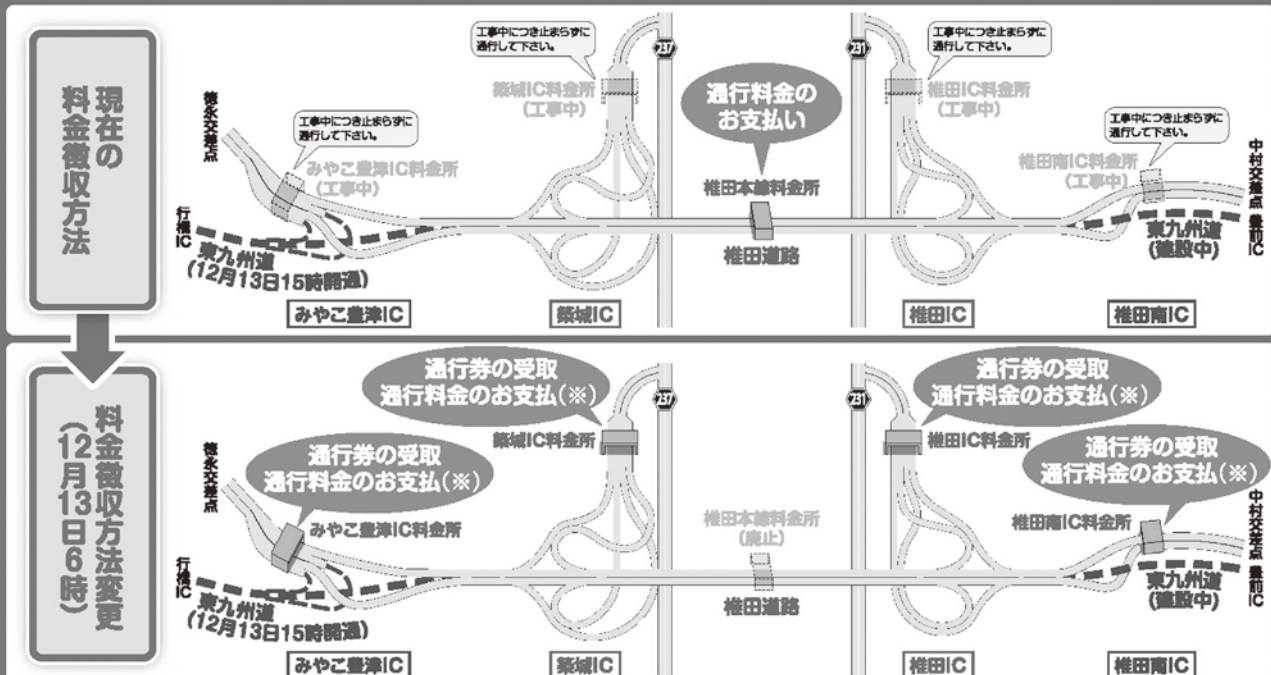 現在の
料金徴収方法
徳永交差点
工事中につき止まらずに
通行して下さい。
みやこ豊津IC料金所
(工事中)
行橋IC
東九州道
(12月13日15時開通)
みやこ豊津IC
工事中につき止まらずに
通行して下さい。
築城IC料金所
(工事中)
築城IC
237
通行料金の
お支払い
椎田本線料金所
椎田道路
231
工事中につき止まらずに
通行して下さい。
椎田IC料金所
(工事中)
椎田IC
工事中につき止まらずに
通行して下さい。
椎田南IC料金所
(工事中)
中村交差点
豊前IC
東九州道
(建設中)
椎田南IC
料金徴収方法変更
(12月13日6時)
徳永交差点
通行券の受取
通行料金のお支払(※)
みやこ豊津IC料金所
行橋IC
東九州道
(12月13日15時開通)
みやこ豊津IC
通行券の受取
通行料金のお支払(※)
築城IC料金所
築城IC
237
椎田本線料金所
(廃止)
椎田道路
231
通行券の受取
通行料金のお支払(※)
椎田IC料金所
椎田IC
通行券の受取
通行料金のお支払(※)
椎田南IC料金所
中村交差点
豊前IC
東九州道
(建設中)
椎田南IC